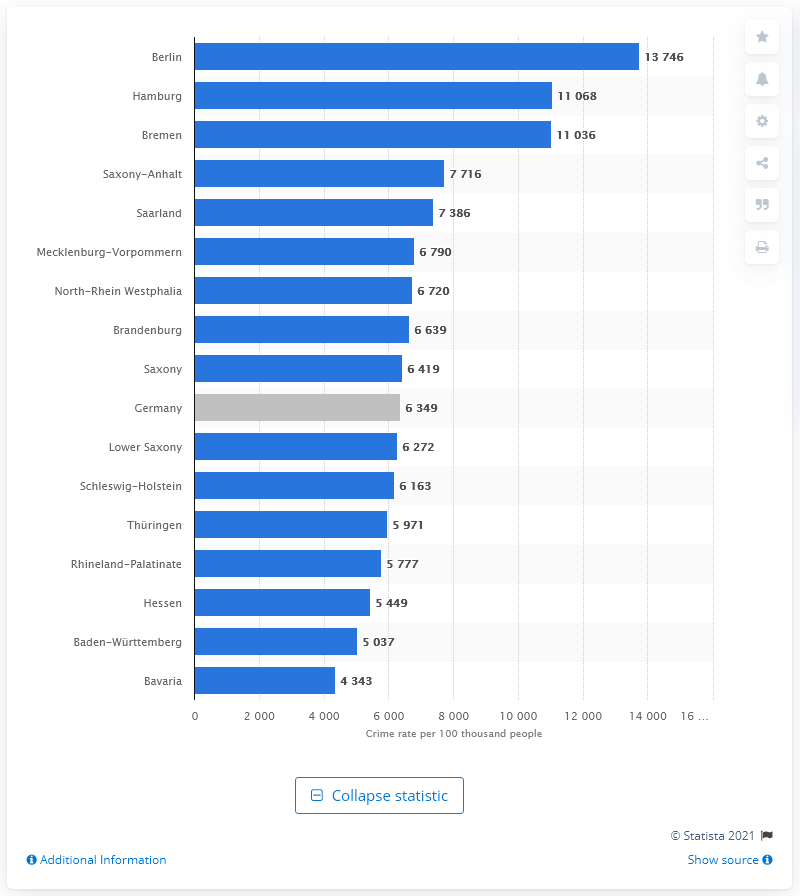 Berlin 13 746
Hamburg 11 068
Bremen 11 036
Saxony-Anhalt 7 716
Saarland 7 386
Mecklenburg-Vorpommern 6 790
North-Rhein Westphalia 6 720
Brandenburg 6 639
Saxony 6 419
Germany 6 349
Lower Saxony 6 272
Schleswig-Holstein 6 163
Thüringen 5 971
Rhineland-Palatinate 5 777
Hessen 5 449
Baden-Württemberg 5 037
Bavaria 4 343
0 2 000 4 000 6 000 8 000 10 000 12 000 14 000 16 ...
Crime rate per 100 thousand people
Collapse statistic
© Statista 2021
Additional Information Show source